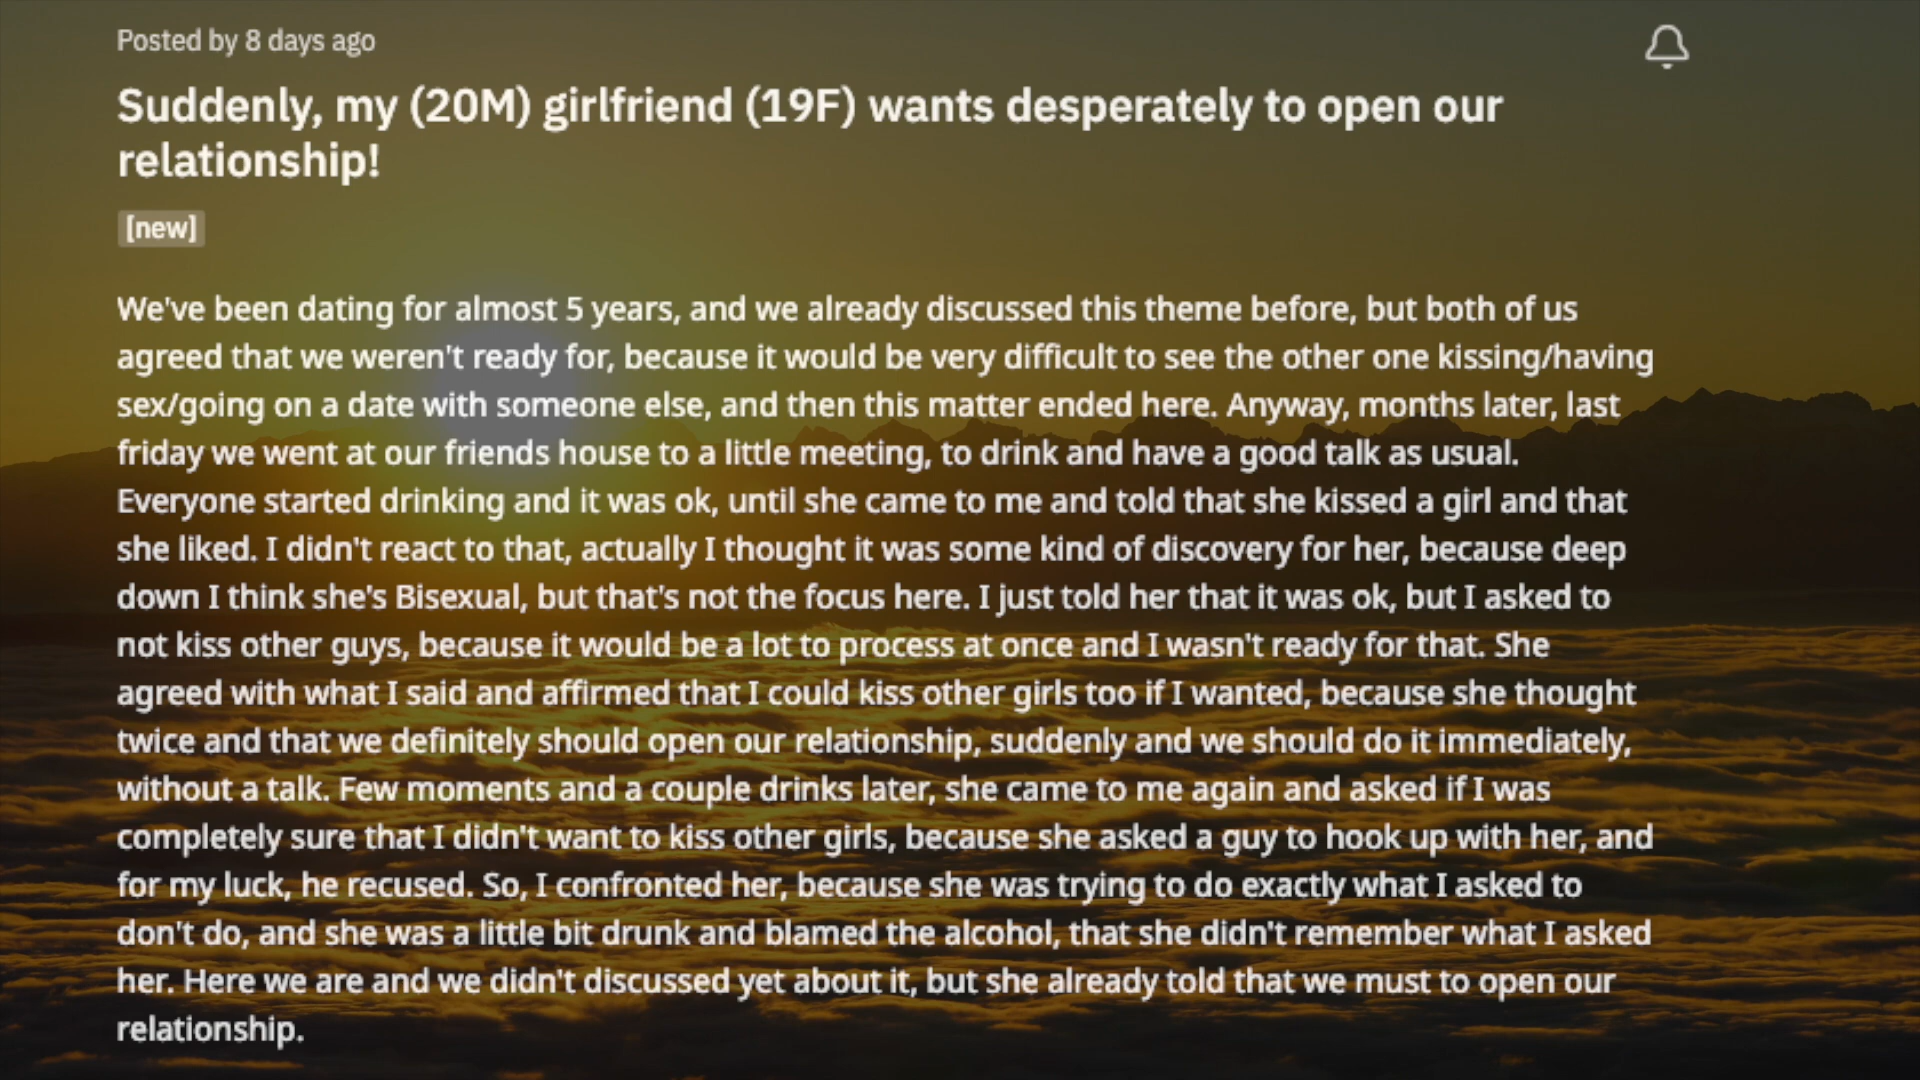 Posted by 8 days ago
Suddenly, my (20M) girlfriend (19F) wants desperately to open our
relationship!
[new]
We've been dating for almost 5 years, and we already discussed this theme before, but both of us
agreed that we weren't ready for, because it would be very difficult to see the other one kissing/having
sex/going on a date with someone else, and then this matter ended here. Anyway, months later, last
friday we went at our friends house to a little meeting, to drink and have a good talk as usual.
Everyone started drinking and it was ok, until she came to me and told that she kissed a girl and that
she liked. I didn't react to that, actually I thought it was some kind of discovery for her, because deep
down I think she's Bisexual, but that's not the focus here. I just told her that it was ok, but I asked to
not kiss other guys, because it would be a lot to process at once and I wasn't ready for that. She
agreed with what I said and affirmed that I could kiss other girls too if I wanted, because she thought
twice and that we definitely should open our relationship, suddenly and we should do it immediately,
without a talk. Few moments and a couple drinks later, she came to me again and asked if I was
completely sure that I didn't want to kiss other girls, because she asked a guy to hook up with her, and
for my luck, he recused. So, I confronted her, because she was trying to do exactly what I asked to
don't do, and she was a little bit drunk and blamed the alcohol, that she didn't remember what I asked
her. Here we are and we didn't discussed yet about it, but she already told that we must to open our
relationship.